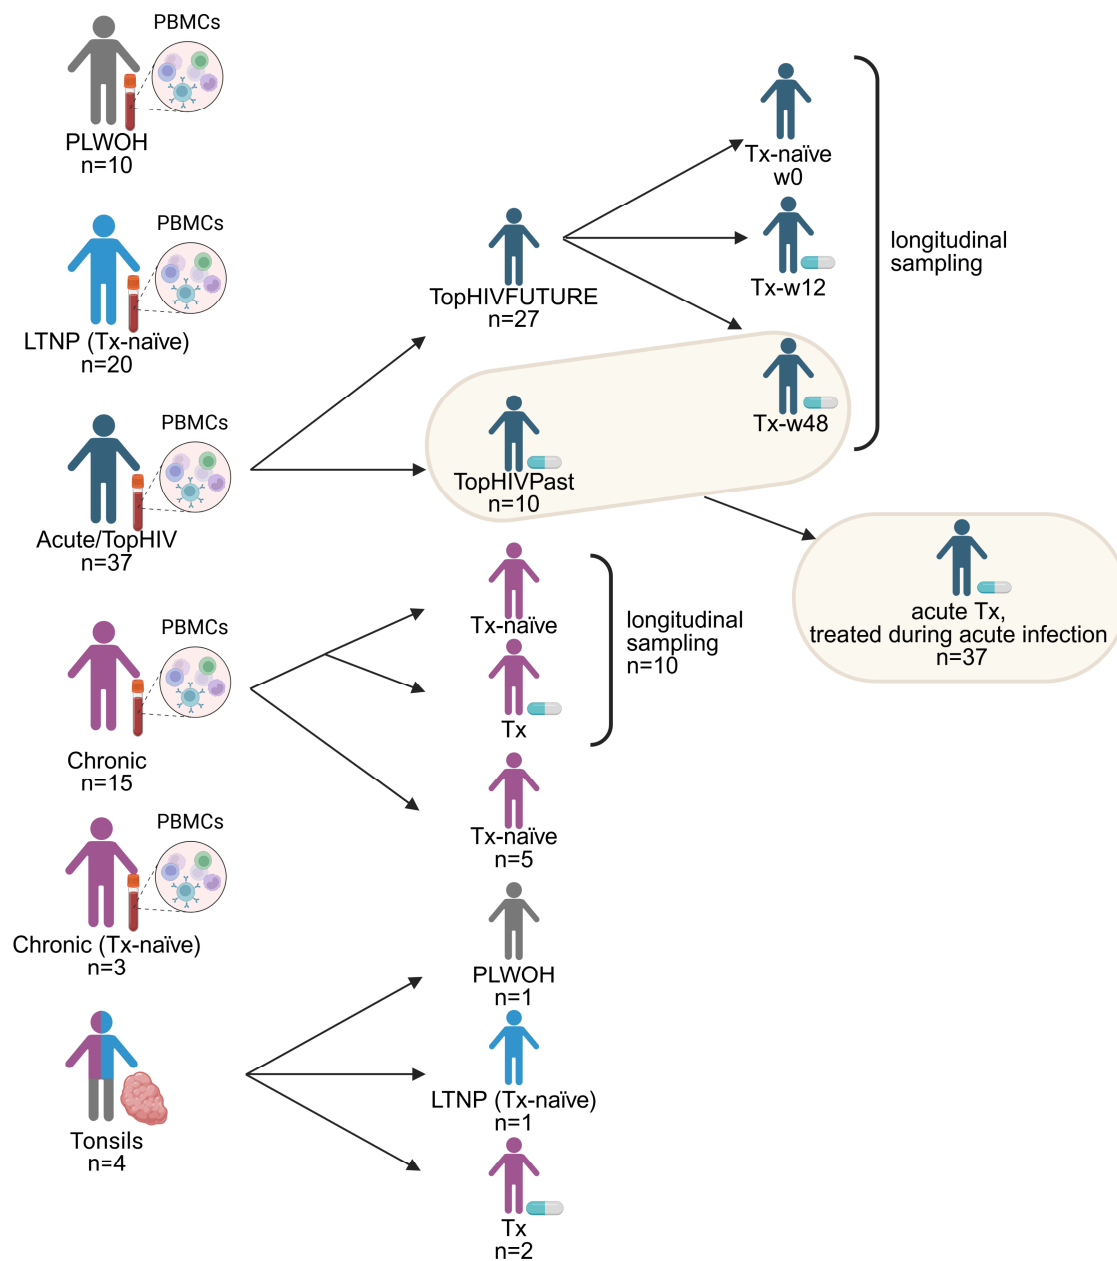 PBMCs
PLWOH
n=10
PBMCs
LTNP (Tx-naïve)
n=20
PBMCs
Acute/TopHIV
n=37
PBMCs
Chronic
n=15
PBMCs
Chronic (Tx-naïve)
n=3
Tonsils
n=4
TopHIVFUTURE
n=27
TopHIVPast
n=10
Tx-naïve
Tx
longitudinal
sampling
n=10
Tx-naïve
n=5
PLWOH
n=1
LTNP (Tx-naïve)
n=1
Tx
n=2
Tx-naïve
w0
Tx-w12
Tx-w48
longitudinal
sampling
acute Tx,
treated during acute infection
n=37